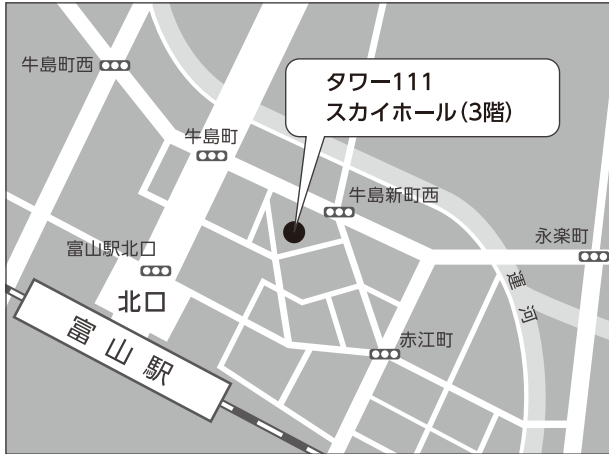 牛島町西
タワー111
スカイホール(3階)
牛島町
牛島新町西
永楽町
富山駅北口
北口
運河
富山駅
赤江町